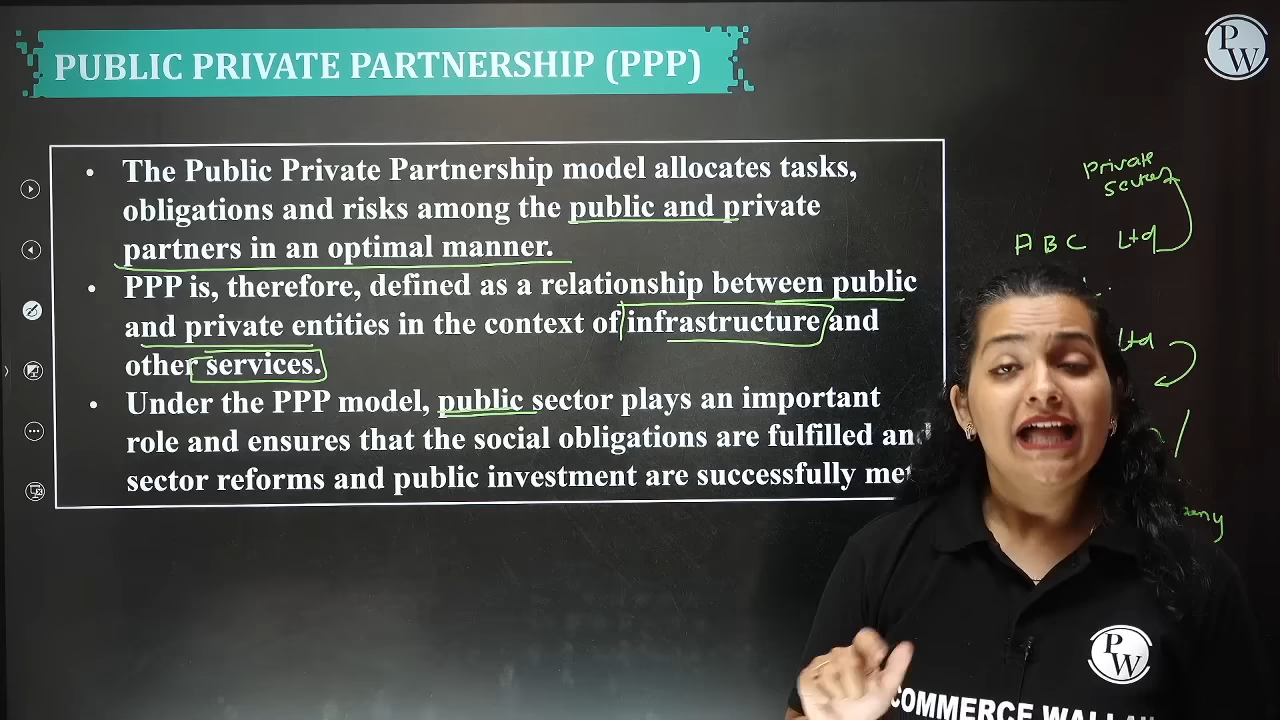 PUBLIC PRIVATE PARTNERSHIP (PPP)
PW
• The Public Private Partnership model allocates tasks,
obligations and risks among the public and private
partners in an optimal manner.
• PPP is, therefore, defined as a relationship between public
and private entities in the context of infrastructure and
other services.
• Under the PPP model, public sector plays an important
role and ensures that the social obligations are fulfilled and
sector reforms and public investment are successfully met
Private
ABC Ltd
Ltd
PW
COMMERCE